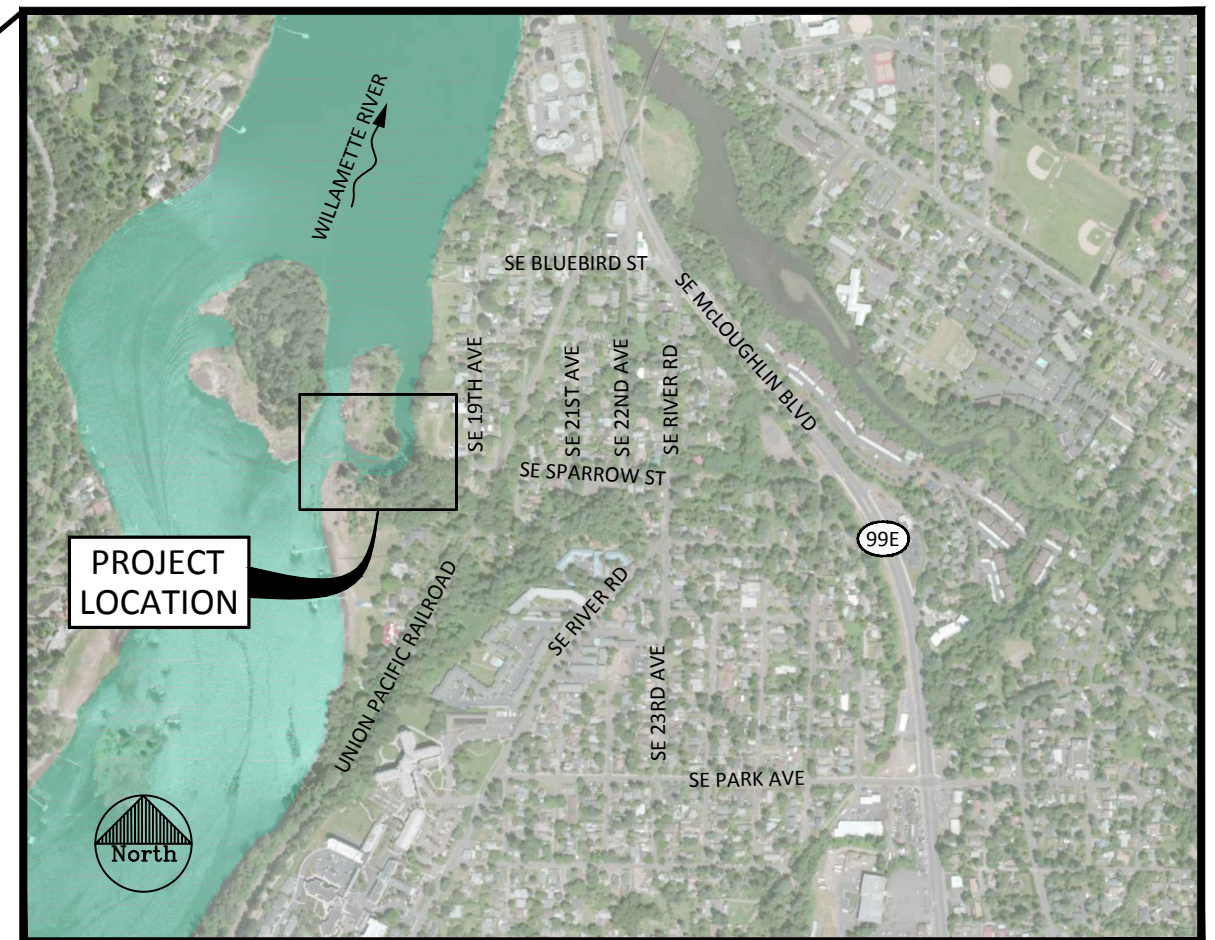 WILLAMETTE RIVER
SE BLUEBIRD ST
SE McLOUGHLIN BLVD
SE 19TH AVE
SE 21ST AVE
SE 22ND AVE
SE RIVER RD
SE SPARROW ST
99E
PROJECT
LOCATION
UNION PACIFIC RAILROAD
SE RIVER RD
SE 23RD AVE
SE PARK AVE
North